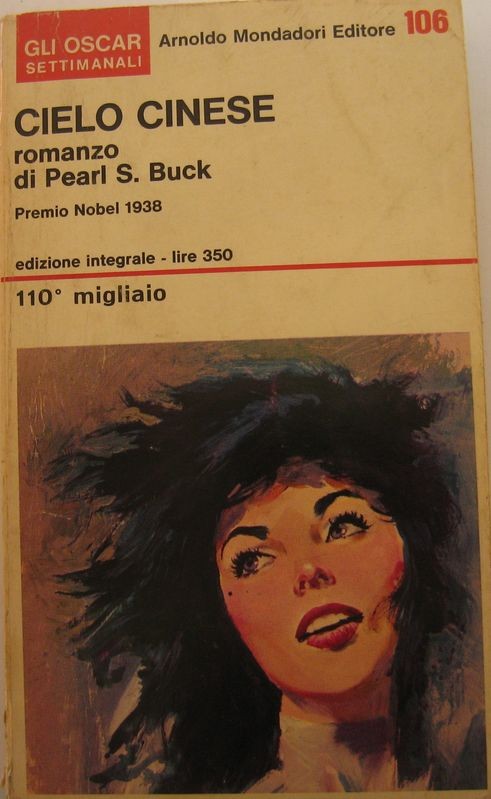 GLI OSCAR
SETTIMANALI
Arnoldo Mondadori Editore 106
CIELO CINESE
romanzo
di Pearl S. Buck
Premio Nobel 1938
edizione integrale - lire 350
110° migliaio